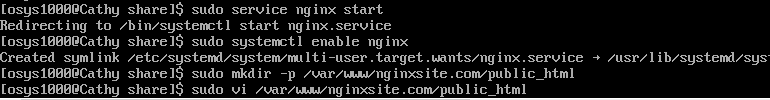 [osys1000@Cathy share]$ sudo service nginx start
Redirecting to /bin/systemctl start nginx.service
[osys1000@Cathy share]$ sudo systemctl enable nginx
Created symlink /etc/systemd/system/multi-user.target.wants/nginx.service → /usr/lib/systemd/syst
[osys1000@Cathy share]$ sudo mkdir -p /var/www/nginxsite.com/public_html
[osys1000@Cathy share]$ sudo vi /var/www/nginxsite.com/public_html